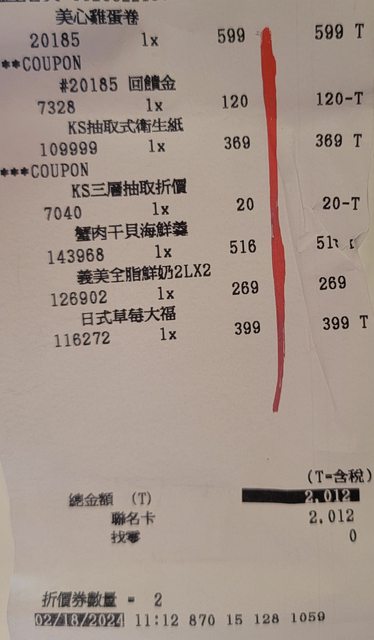 美心雞蛋卷
20185 1x 599 599 T
**COUPON
#20185 回饋金
7328 1x 120 120-T
KS抽取式衛生紙
109999 1x 369 369 T
***COUPON
KS三層抽取折價
7040 1x 20 20-T
蟹肉干貝海鮮羹
143968 1x 516
義美全脂鮮奶2LX2
126902 1x 269 269
日式草莓大福
116272 1x 399 399 T
(T=含稅)
總金額 (T) 2,012
聯名卡 2,012
找零 0
折價券數量 = 2
02/18/2024 11:12 870 15 128 1059